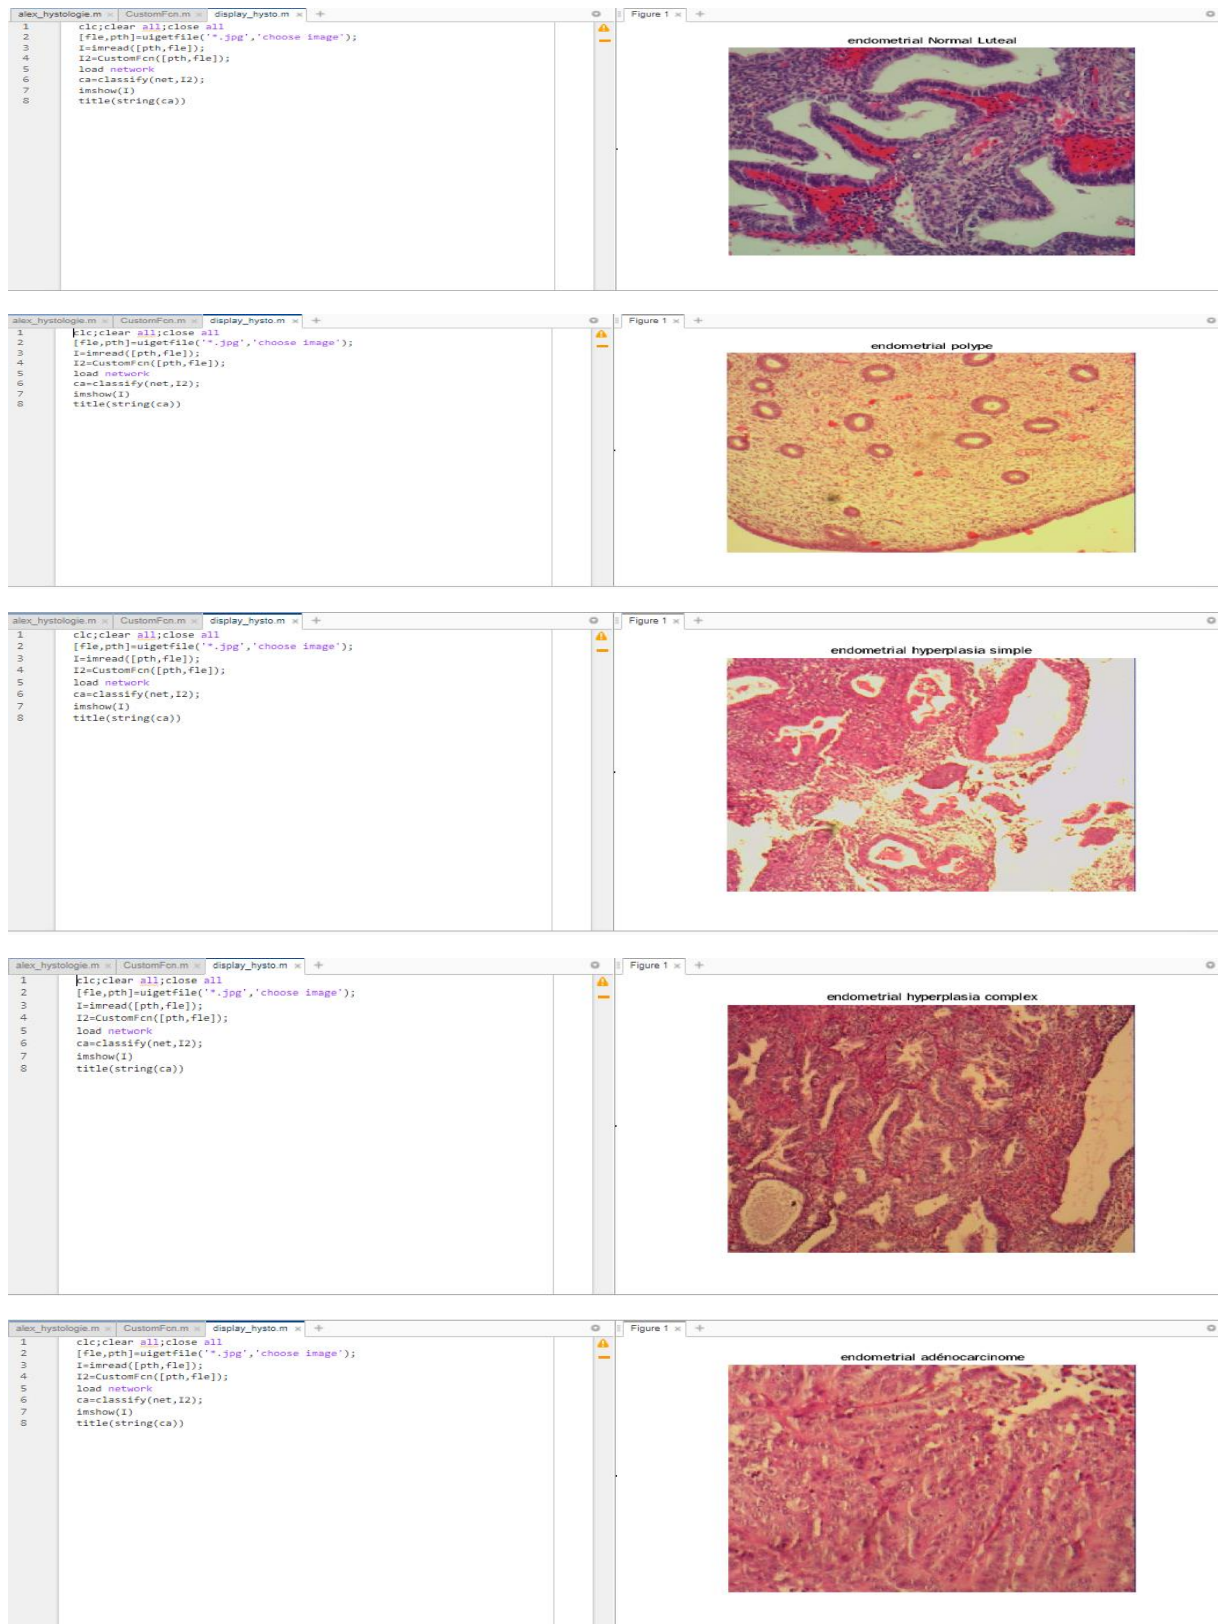 alex_hystologie.m CustomFcn.m display_hysto.m
Figure 1
1 clc;clear all;close all
2 [fle,pth]=uigetfile('*.jpg','choose image');
3 I=imread([pth,fle]);
4 I2=CustomFcn([pth,fle]);
5 load network
6 ca=classify(net,I2);
7 imshow(I)
8 title(string(ca))
endometrial Normal Luteal
alex_hystologie.m CustomFcn.m display_hysto.m
Figure 1
1 clc;clear all;close all
2 [fle,pth]=uigetfile('*.jpg','choose image');
3 I=imread([pth,fle]);
4 I2=CustomFcn([pth,fle]);
5 load network
6 ca=classify(net,I2);
7 imshow(I)
8 title(string(ca))
endometrial polype
alex_hystologie.m CustomFcn.m display_hysto.m
Figure 1
1 clc;clear all;close all
2 [fle,pth]=uigetfile('*.jpg','choose image');
3 I=imread([pth,fle]);
4 I2=CustomFcn([pth,fle]);
5 load network
6 ca=classify(net,I2);
7 imshow(I)
8 title(string(ca))
endometrial hyperplasia simple
alex_hystologie.m CustomFcn.m display_hysto.m
Figure 1
1 clc;clear all;close all
2 [fle,pth]=uigetfile('*.jpg','choose image');
3 I=imread([pth,fle]);
4 I2=CustomFcn([pth,fle]);
5 load network
6 ca=classify(net,I2);
7 imshow(I)
8 title(string(ca))
endometrial hyperplasia complex
alex_hystologie.m CustomFcn.m display_hysto.m
Figure 1
1 clc;clear all;close all
2 [fle,pth]=uigetfile('*.jpg','choose image');
3 I=imread([pth,fle]);
4 I2=CustomFcn([pth,fle]);
5 load network
6 ca=classify(net,I2);
7 imshow(I)
8 title(string(ca))
endometrial adénocarcinome